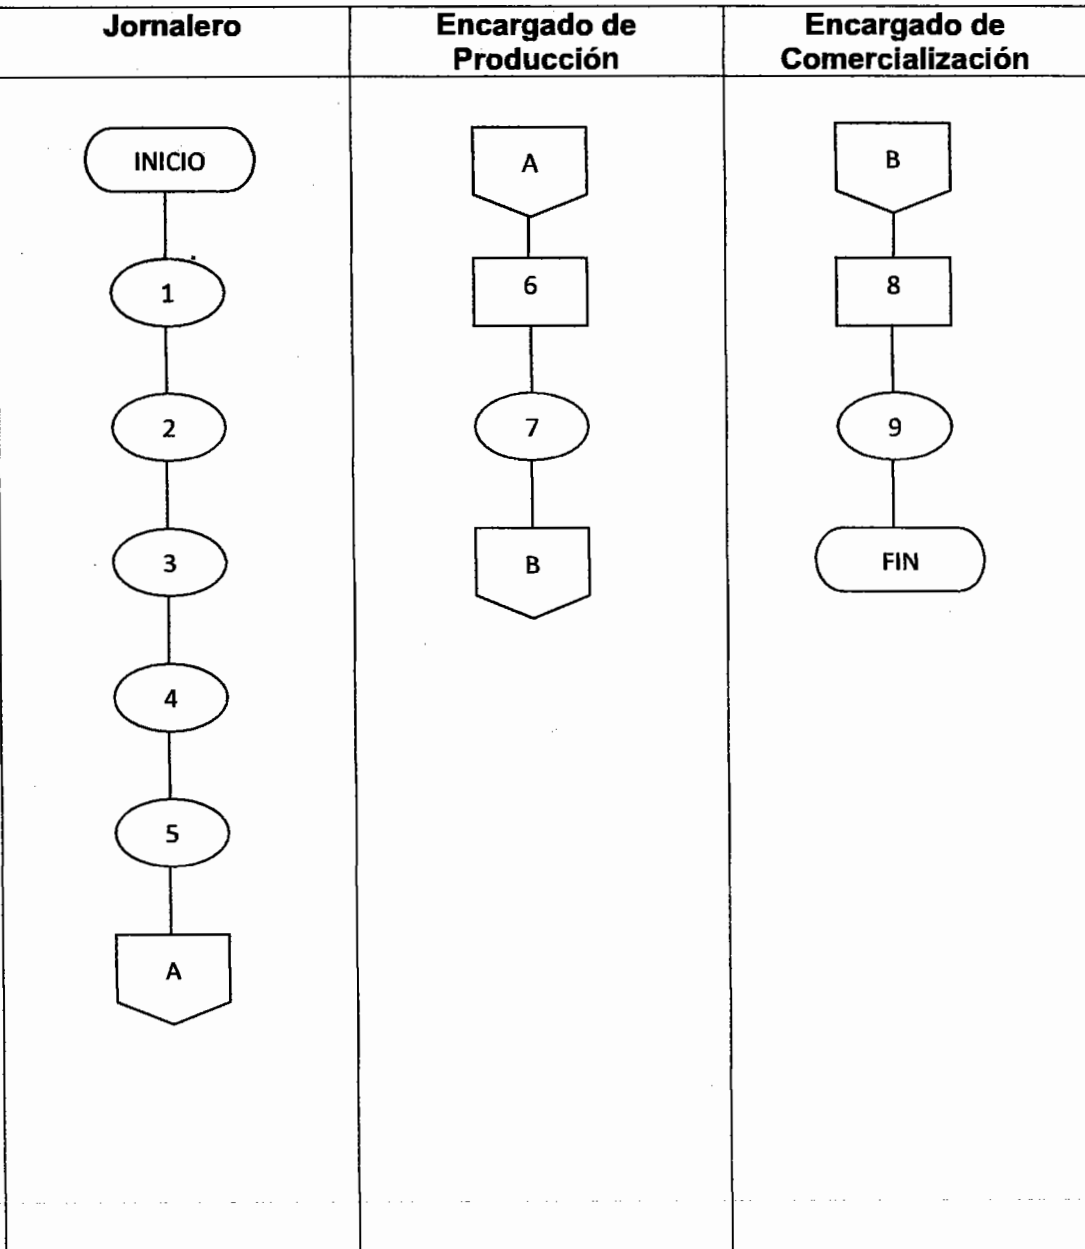 Jornalero
Encargado de
Producción
Encargado de
Comercialización
INICIO
1
2
3
4
5
A
A
6
7
B
B
8
9
FIN